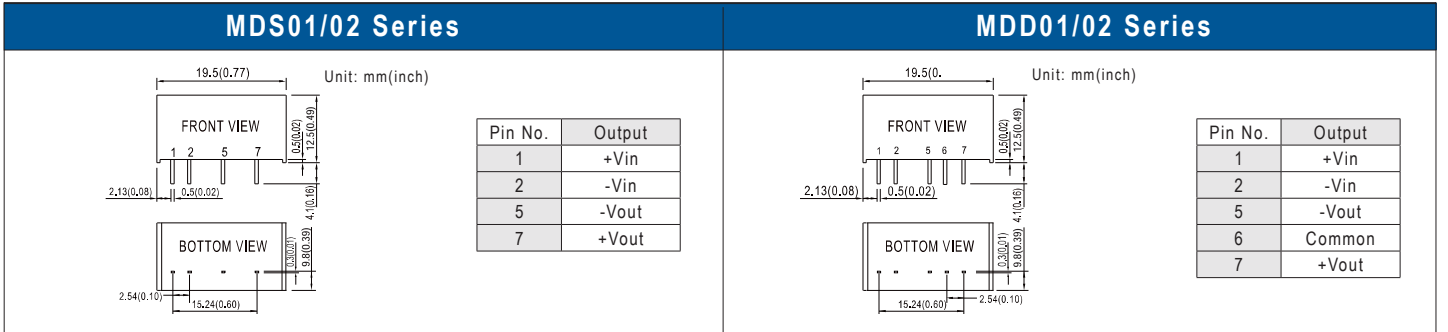 MDS01/02 Series
19.5(0.77)
Unit: mm(inch)
FRONT VIEW
1 2 5 7
0.5(0.02)
12.5(0.49)
2.13(0.08)
0.5(0.02)
4.1(0.16)
BOTTOM VIEW
0.3(0.01)
9.8(0.39)
2.54(0.10)
15.24(0.60)
Pin No. Output
1 +Vin
2 -Vin
5 -Vout
7 +Vout
MDD01/02 Series
19.5(0.
Unit: mm(inch)
FRONT VIEW
1 2 5 6 7
0.5(0.02)
12.5(0.49)
2.13(0.08)
0.5(0.02)
4.1(0.16)
BOTTOM VIEW
0.3(0.01)
9.8(0.39)
15.24(0.60)
2.54(0.10)
Pin No. Output
1 +Vin
2 -Vin
5 -Vout
6 Common
7 +Vout